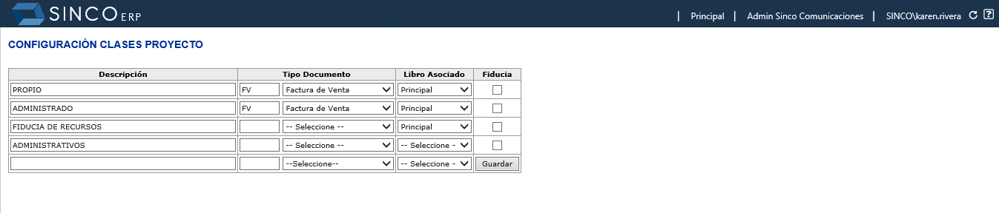 SINCO ERP
| Principal | Admin Sinco Comunicaciones | SINCO\karen.rivera
CONFIGURACIÓN CLASES PROYECTO
Descripción Tipo Documento Libro Asociado Fiducia
PROPIO FV Factura de Venta Principal
ADMINISTRADO FV Factura de Venta Principal
FIDUCIA DE RECURSOS -- Seleccione -- Principal
ADMINISTRATIVOS -- Seleccione -- -- Seleccione -
--Seleccione-- -- Seleccione - Guardar